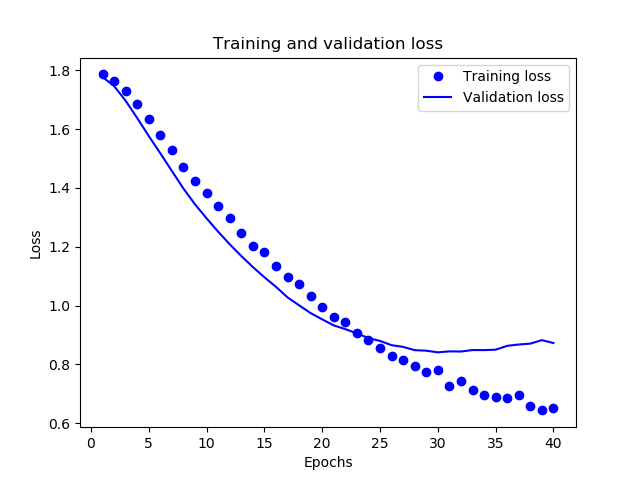 Training and validation loss
Training loss
Validation loss
1.8
1.6
1.4
1.2
1.0
0.8
0.6
Loss
0 5 10 15 20 25 30 35 40
Epochs